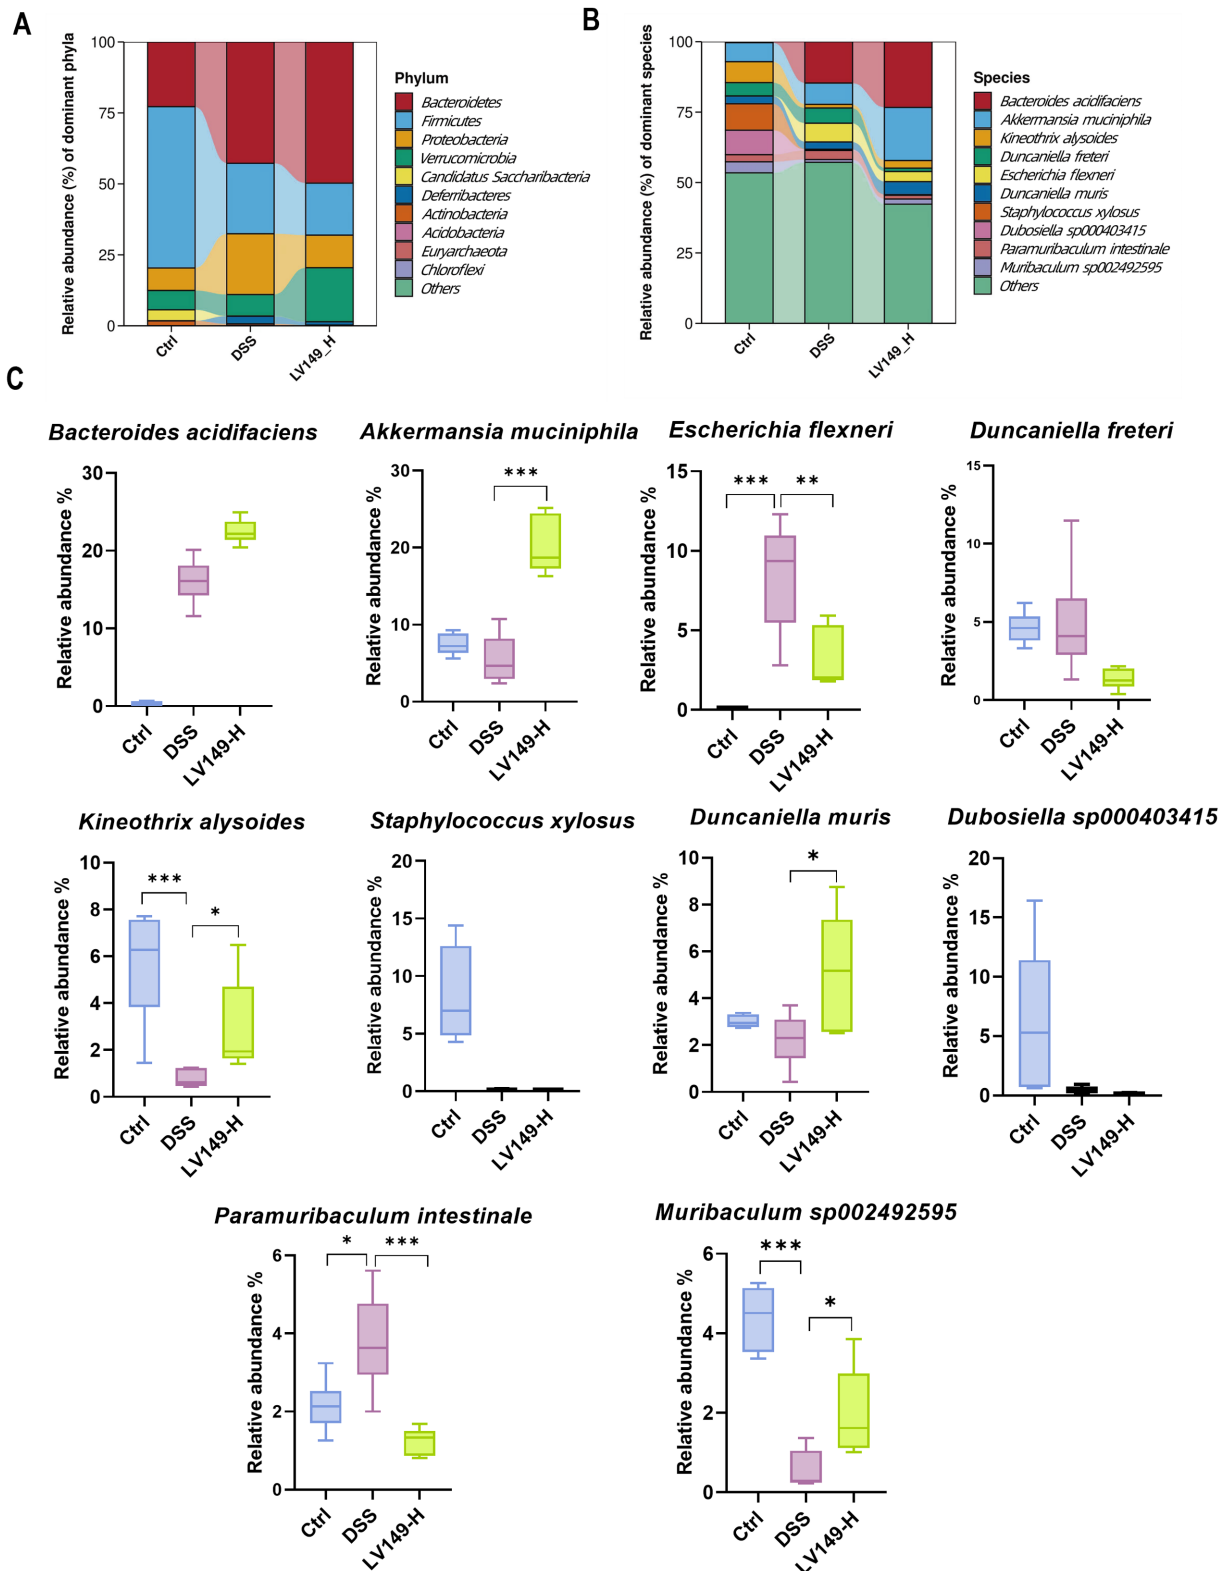 A
Relative abundance (%) of dominant phyla
100
75
50
25
0
Ctrl
DSS
LV149_H
Phylum
Bacteroidetes
Firmicutes
Proteobacteria
Verrucomicrobia
Candidatus Saccharibacteria
Deferribacteres
Actinobacteria
Acidobacteria
Euryarchaeota
Chloroflexi
Others
B
Relative abundance (%) of dominant species
100
75
50
25
0
Ctrl
DSS
LV149_H
Species
Bacteroides acidifaciens
Akkermansia muciniphila
Kineothrix alysoides
Duncaniella freteri
Escherichia flexneri
Duncaniella muris
Staphylococcus xylosus
Dubosiella sp000403415
Paramuribaculum intestinale
Muribaculum sp002492595
Others
C
Bacteroides acidifaciens
Relative abundance %
30
20
10
0
Ctrl
DSS
LV149-H
Akkermansia muciniphila
Relative abundance %
30
20
10
0
***
Ctrl
DSS
LV149-H
Escherichia flexneri
Relative abundance %
15
10
5
0
***
**
Ctrl
DSS
LV149-H
Duncaniella freteri
Relative abundance %
15
10
5
0
Ctrl
DSS
LV149-H
Kineothrix alysoides
Relative abundance %
10
8
6
4
2
0
***
*
Ctrl
DSS
LV149-H
Staphylococcus xylosus
Relative abundance %
20
15
10
5
0
Ctrl
DSS
LV149-H
Duncaniella muris
Relative abundance %
10
8
6
4
2
0
*
Ctrl
DSS
LV149-H
Dubosiella sp000403415
Relative abundance %
20
15
10
5
0
Ctrl
DSS
LV149-H
Paramuribaculum intestinale
Relative abundance %
6
4
2
0
*
***
Ctrl
DSS
LV149-H
Muribaculum sp002492595
Relative abundance %
6
4
2
0
***
*
Ctrl
DSS
LV149-H